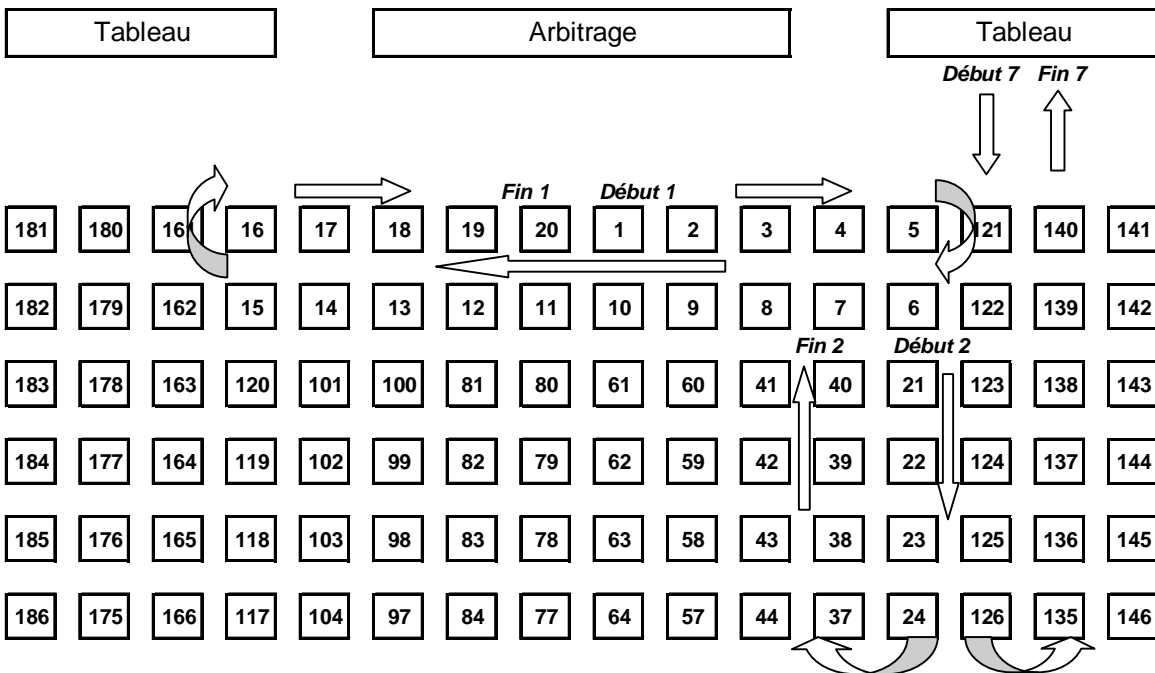 Tableau Arbitrage Tableau
Début 7 Fin 7
Fin 1 Début 1
181 180 16 16 17 18 19 20 1 2 3 4 5 121 140 141
182 179 162 15 14 13 12 11 10 9 8 7 6 122 139 142
Fin 2 Début 2
183 178 163 120 101 100 81 80 61 60 41 40 21 123 138 143
184 177 164 119 102 99 82 79 62 59 42 39 22 124 137 144
185 176 165 118 103 98 83 78 63 58 43 38 23 125 136 145
186 175 166 117 104 97 84 77 64 57 44 37 24 126 135 146